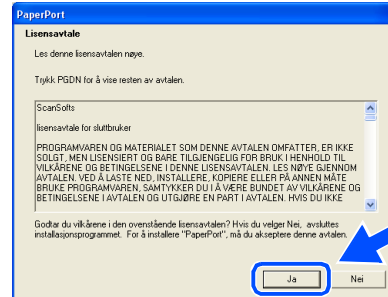 PaperPort
Lisensavtale
Les denne lisensavtalen nøye.
Trykk PGDN for å vise resten av avtalen.
ScanSofts
lisensavtale for sluttbruker
PROGRAMVAREN OG MATERIALET SOM DENNE AVTALEN OMFATTER, ER IKKE
SOLGT, MEN LISENSIERT OG BARE TILGJENGELIG FOR BRUK I HENHOLD TIL
VILKÅRENE OG BETINGELSENE I DENNE LISENSAVTALEN. LES NØYE GJENNOM
AVTALEN. VED Å LASTE NED, INSTALLERE, KOPIERE ELLER PÅ ANNEN MÅTE
BRUKE PROGRAMVAREN, SAMTYKKER DU I Å VÆRE BUNDET AV VILKÅRENE OG
BETINGELSENE I AVTALEN OG UTGJØRE EN PART I AVTALEN. HVIS DU IKKE
Godtar du vilkårene i den ovenstående lisensavtalen? Hvis du velger Nei, avsluttes
installasjonsprogrammet. For å installere "PaperPort", må du akseptere denne avtalen.
Ja Nei